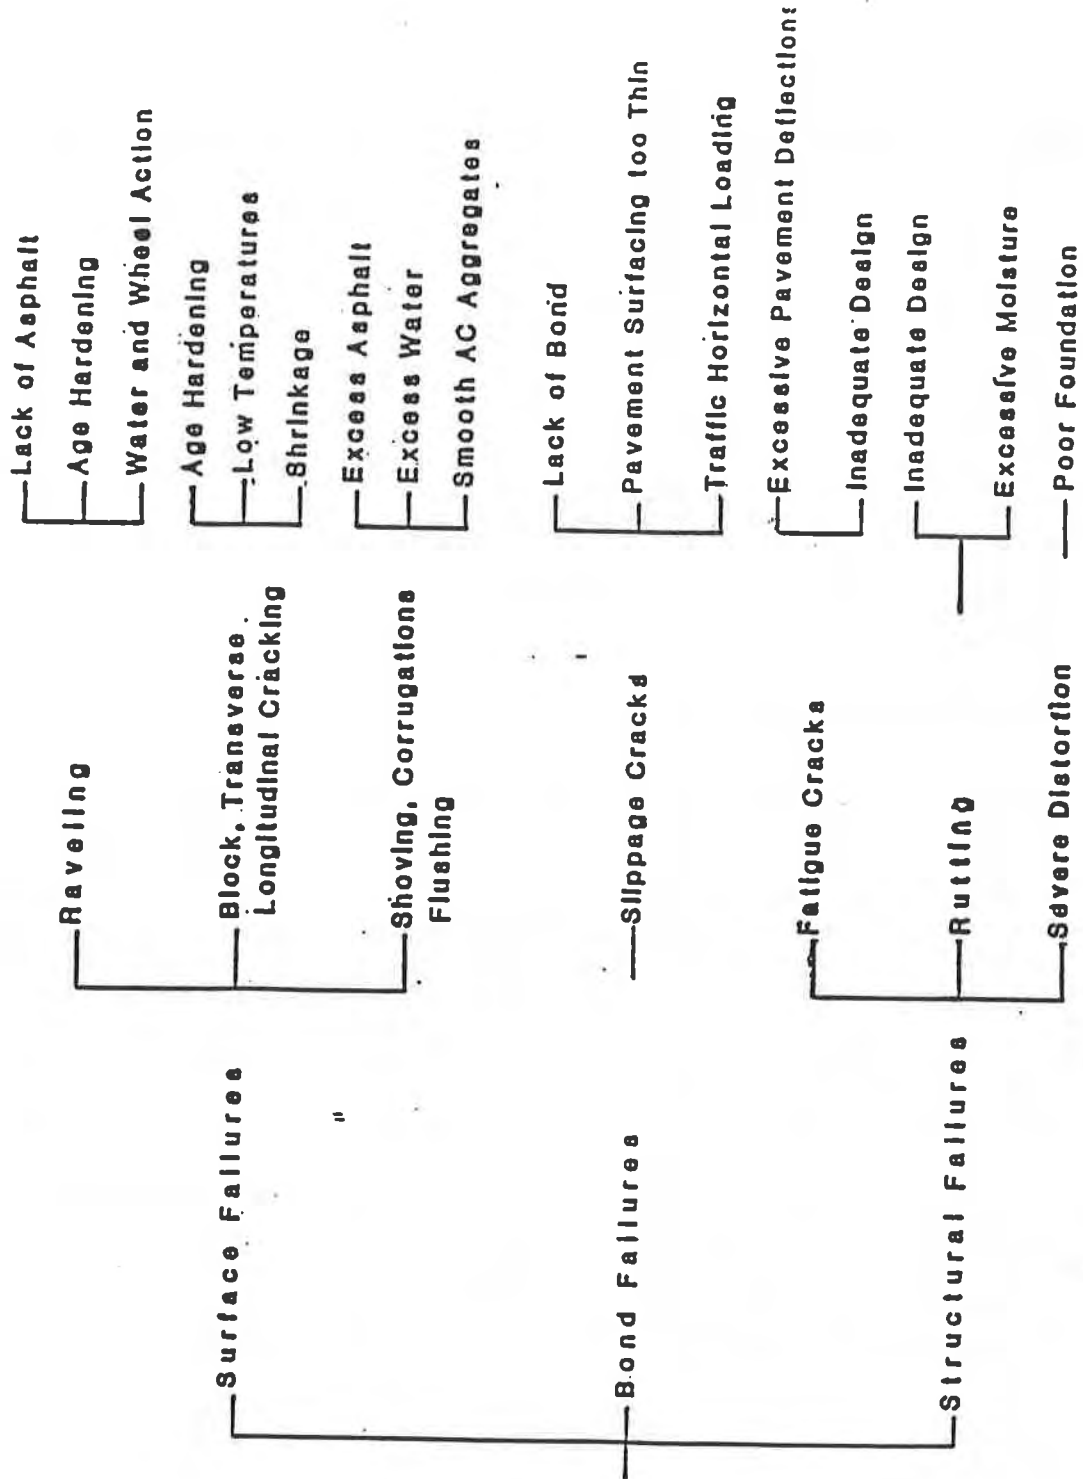 Surface Failures
Bond Failures
Structural Failures
Raveling
Block, Transverse.
Longitudinal Cracking
Shoving, Corrugations
Flushing
Slippage Cracks
Fatigue Cracks
Rutting
Severe Distortion
Lack of Asphalt
Age Hardening
Water and Wheel Action
Age Hardening
Low Temperatures
Shrinkage
Excess Asphalt
Excess Water
Smooth AC Aggregates
Lack of Bond
Pavement Surfacing too Thin
Traffic Horizontal Loading
Excessive Pavement Deflections
Inadequate Design
Inadequate Design
Excessive Moisture
Poor Foundation